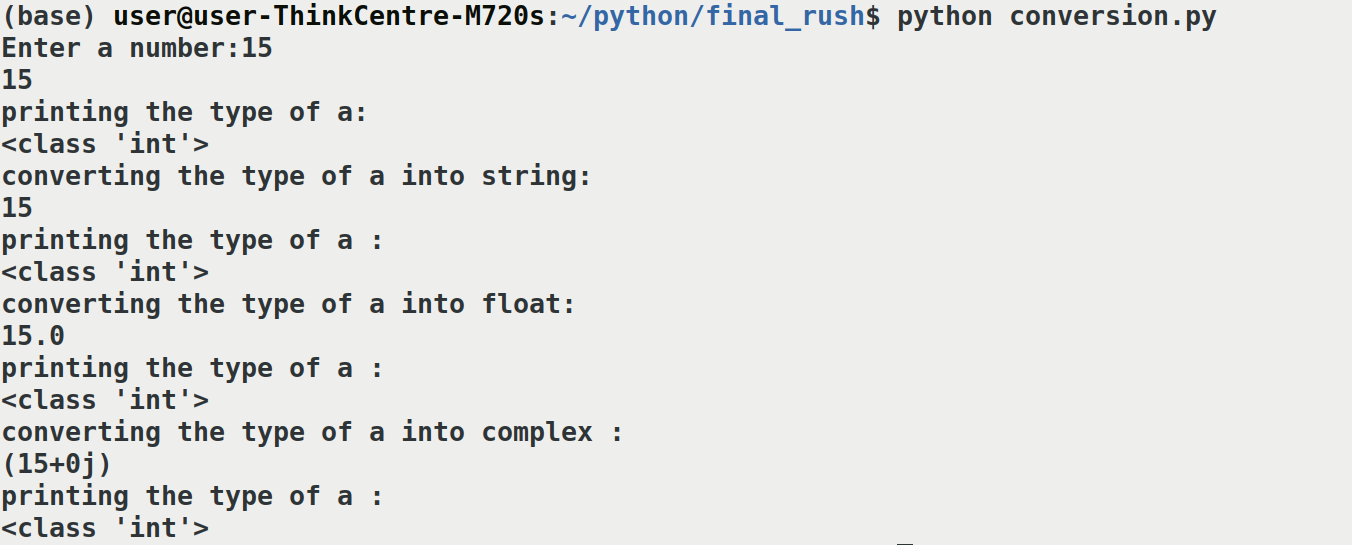 (base) user@user-ThinkCentre-M720s:~/python/final_rush$ python conversion.py
Enter a number:15
15
printing the type of a:
<class 'int'>
converting the type of a into string:
15
printing the type of a :
<class 'int'>
converting the type of a into float:
15.0
printing the type of a :
<class 'int'>
converting the type of a into complex :
(15+0j)
printing the type of a :
<class 'int'>